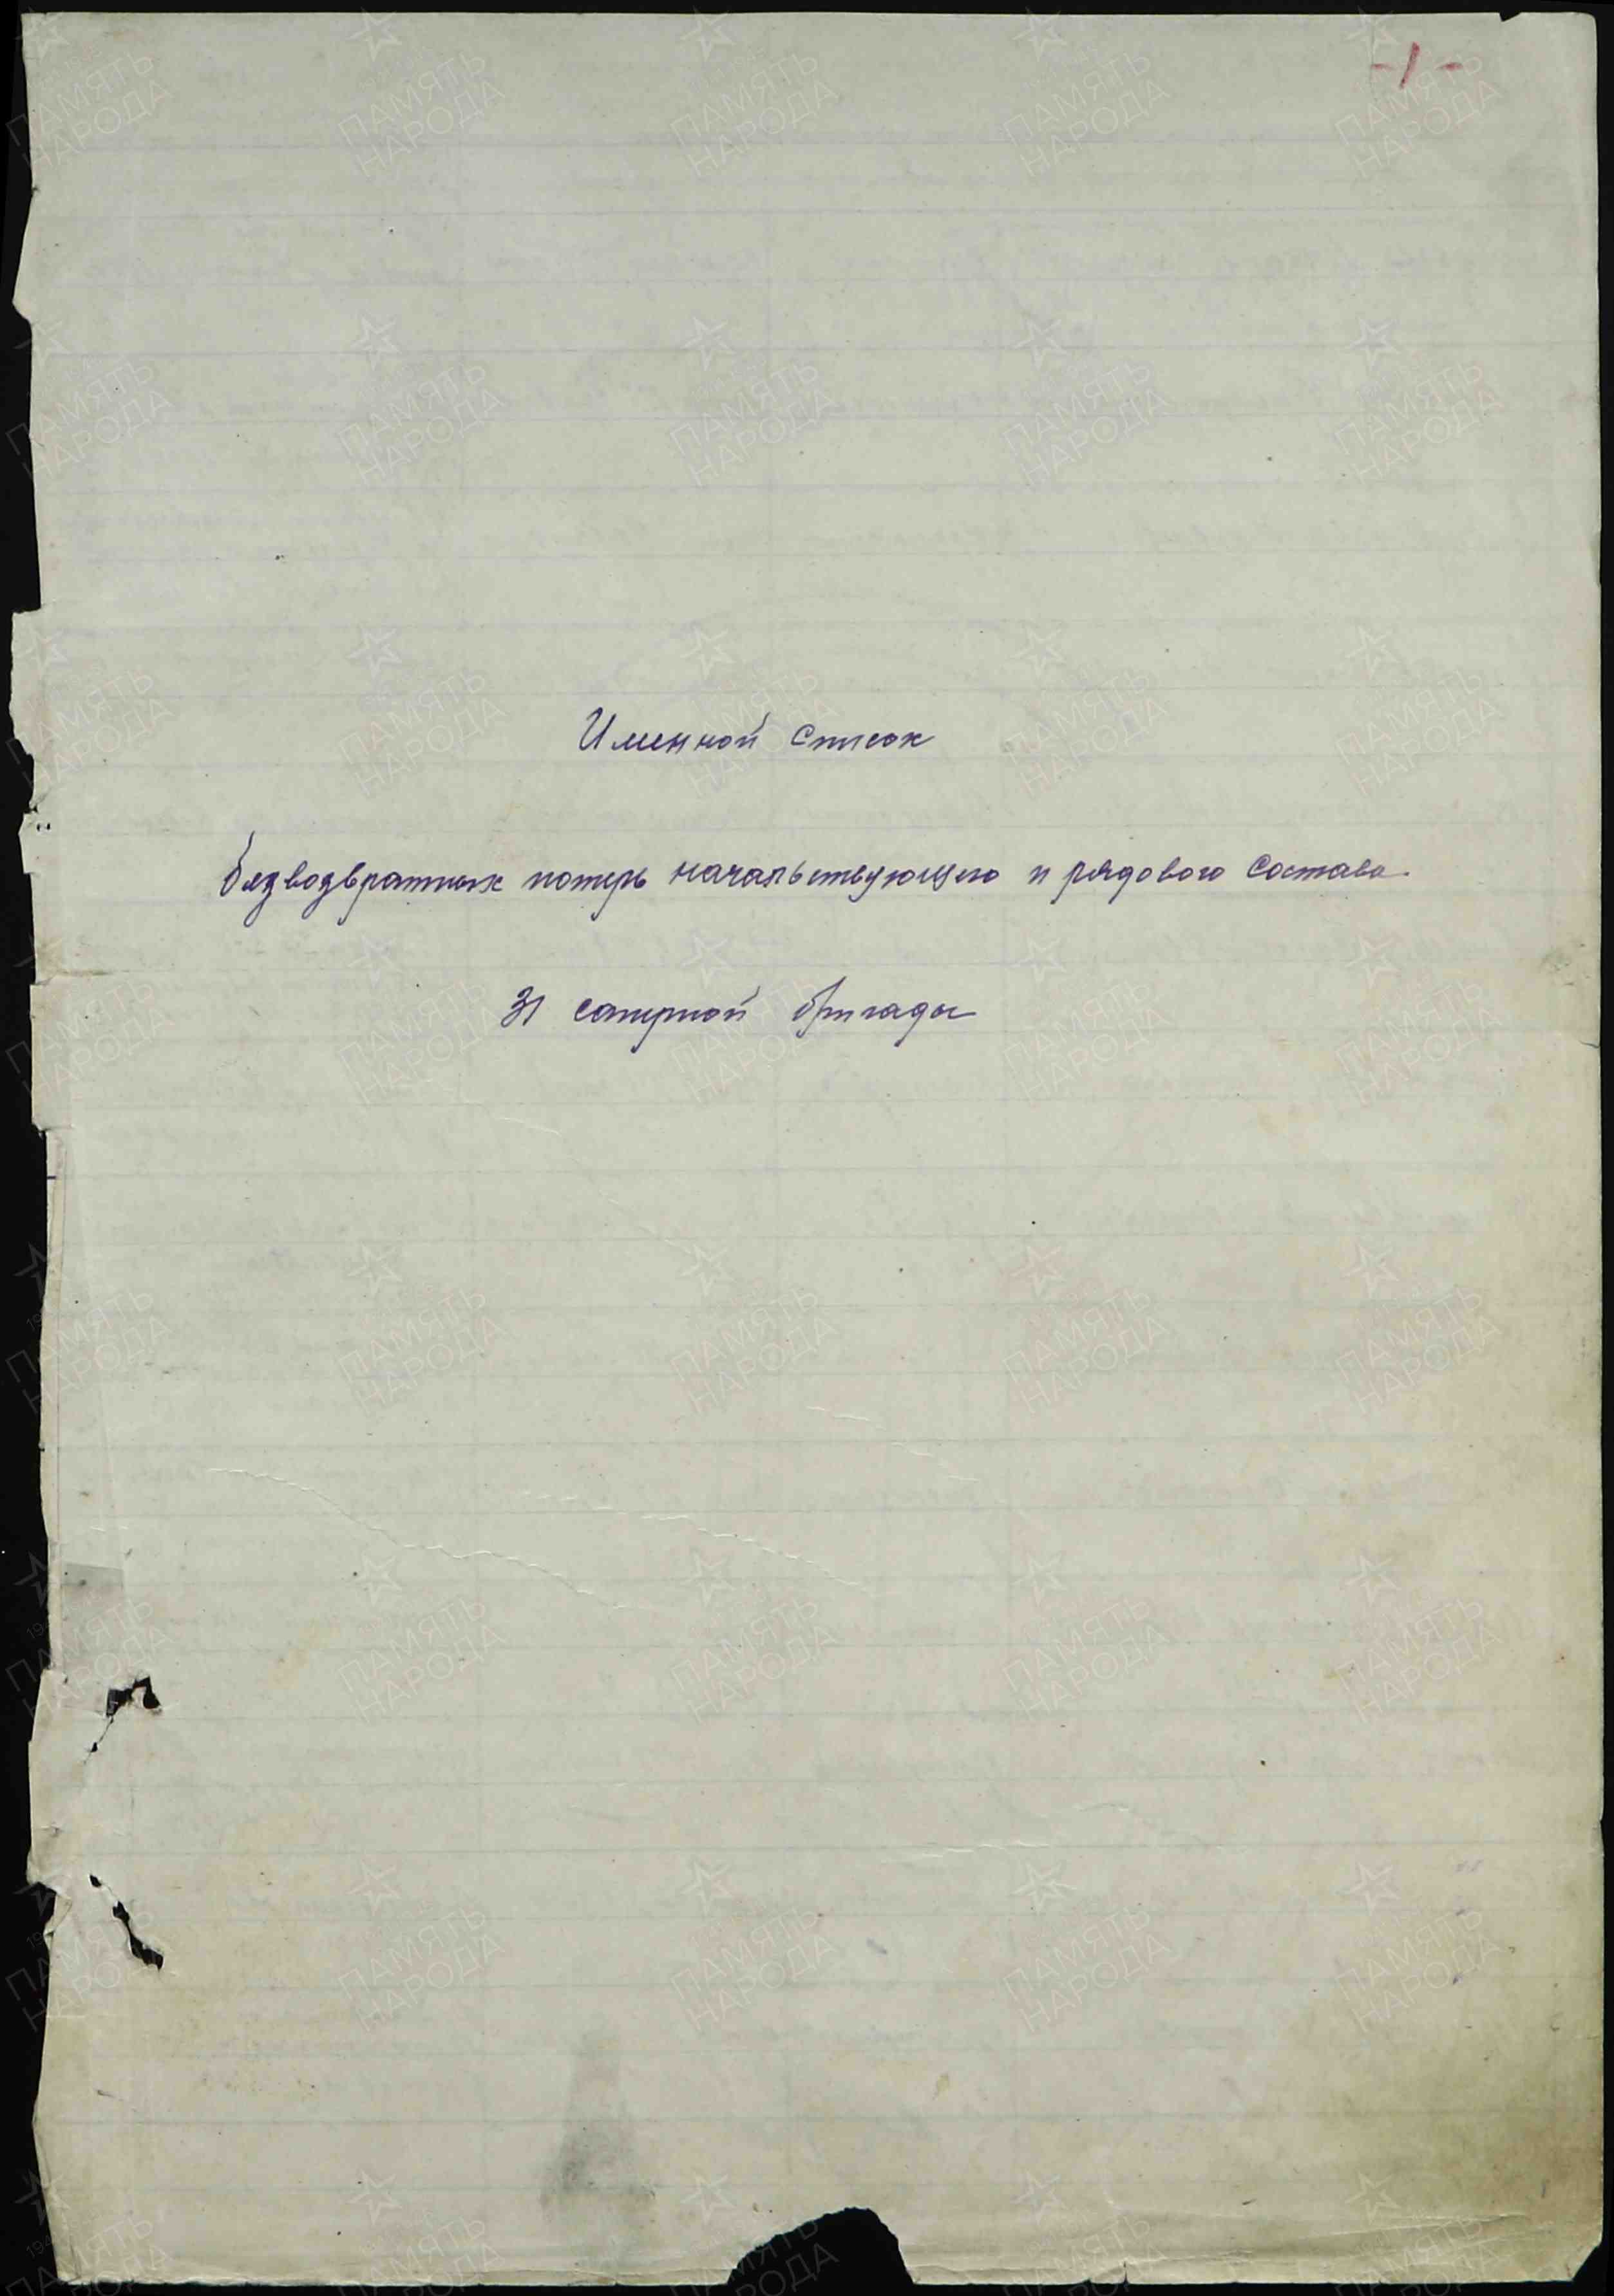 -1-
Именной список
безвозвратных потерь начальствующего и рядового состава
31 саперной бригады